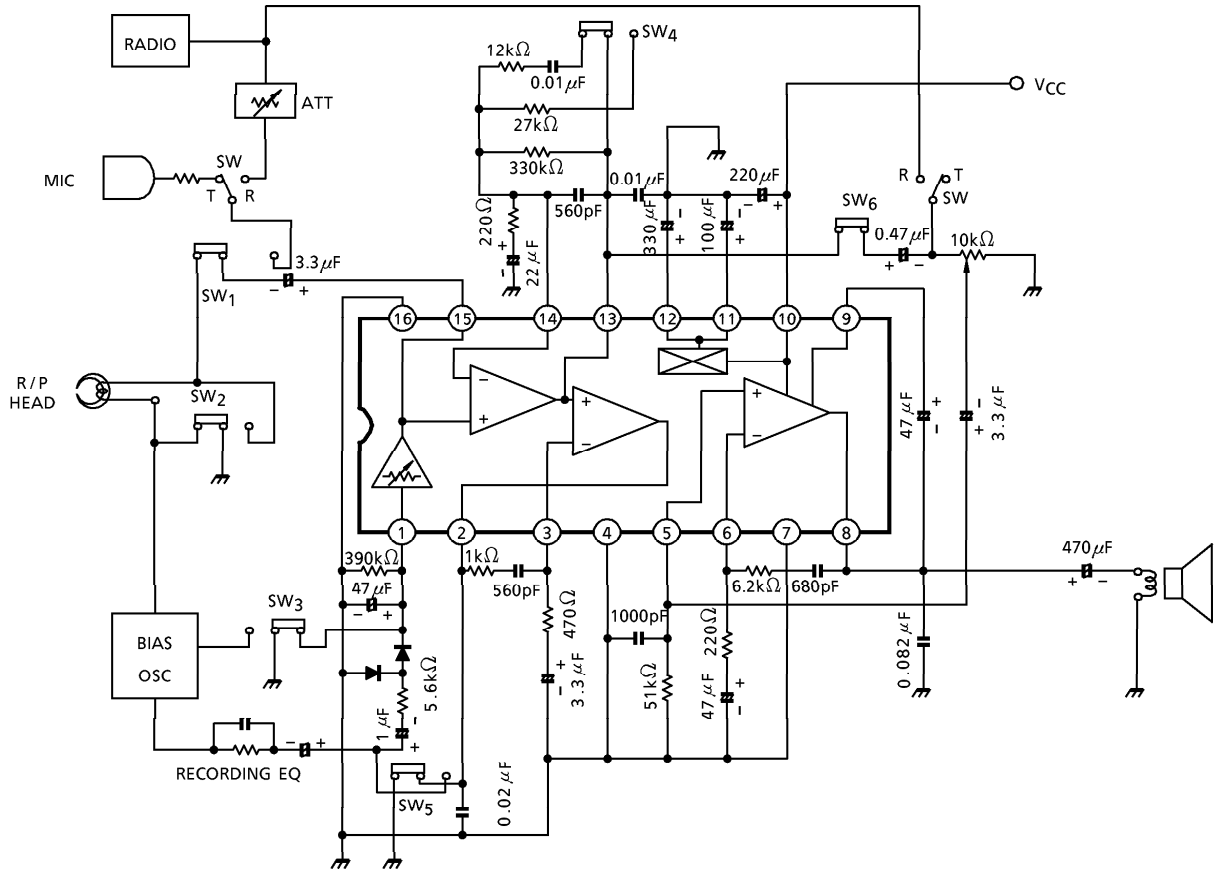 RADIO
ATT
MIC
SW
T R
SW1
3.3μF
− +
12kΩ
0.01μF
SW4
27kΩ
330kΩ
560pF
220Ω
+
−
22μF
0.01μF
330μF
−
+
100μF
−
+
220μF
− +
VCC
R T
SW
SW6
0.47μF
+ −
10kΩ
16 15 14 13 12 11 10 9
R/P
HEAD
SW2
−
+
+
−
+
−
47μF
+
−
−
+
3.3μF
1 2 3 4 5 6 7 8
390kΩ
47μF
− +
1kΩ
560pF
470Ω
+
−
3.3μF
1000pF
51kΩ
6.2kΩ
680pF
220Ω
47μF
+
−
0.082μF
470μF
+ −
BIAS
OSC
SW3
5.6kΩ
1μF
−
+
− +
RECORDING EQ
SW5
0.02μF